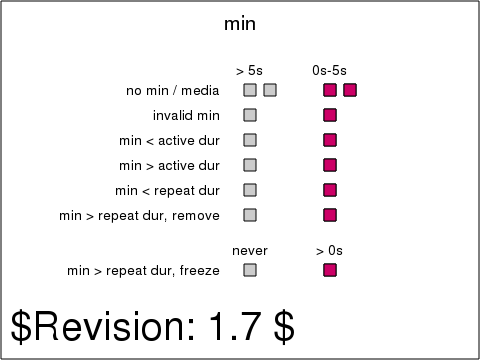 min
> 5s 0s-5s
no min / media
invalid min
min < active dur
min > active dur
min < repeat dur
min > repeat dur, remove
never > 0s
min > repeat dur, freeze
$Revision: 1.7 $